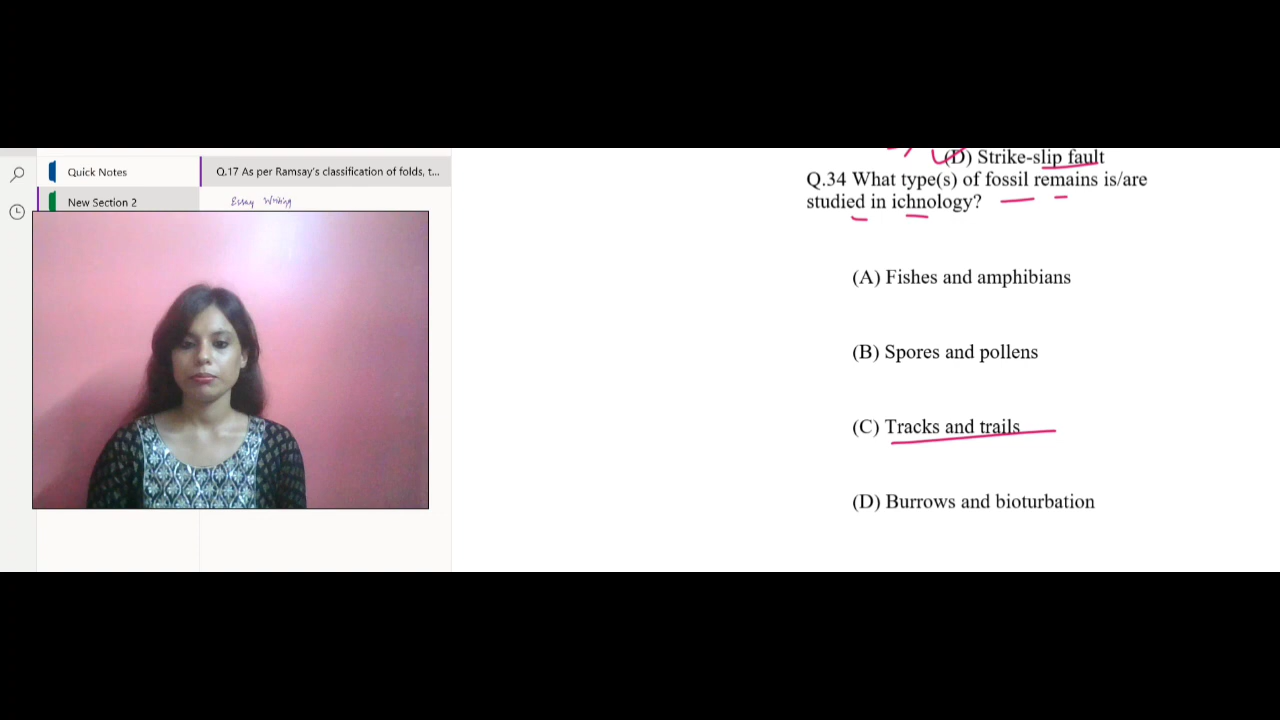 Quick Notes
New Section 2
Q.17 As per Ramsay's classification of folds, t...
Essay Writing
(D) Strike-slip fault
Q.34 What type(s) of fossil remains is/are
studied in ichnology?
(A) Fishes and amphibians
(B) Spores and pollens
(C) Tracks and trails
(D) Burrows and bioturbation